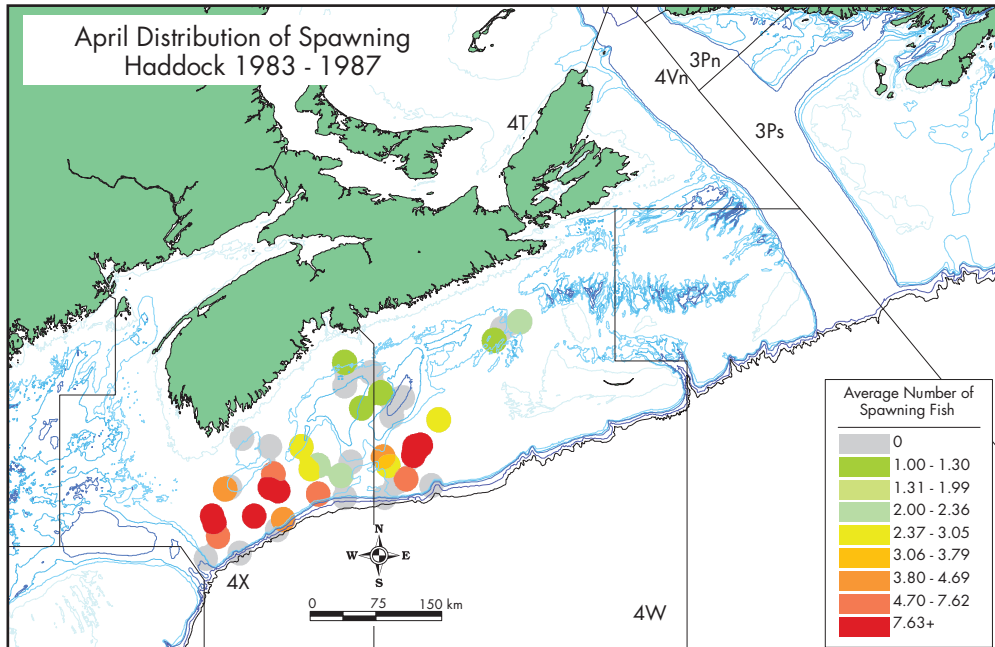 April Distribution of Spawning
Haddock 1983 - 1987
3Pn
4Vn
4T
3Ps
Average Number of
Spawning Fish
0
1.00 - 1.30
1.31 - 1.99
2.00 - 2.36
2.37 - 3.05
3.06 - 3.79
3.80 - 4.69
4.70 - 7.62
7.63+
N
W E
S
4X
0 75 150 km
4W